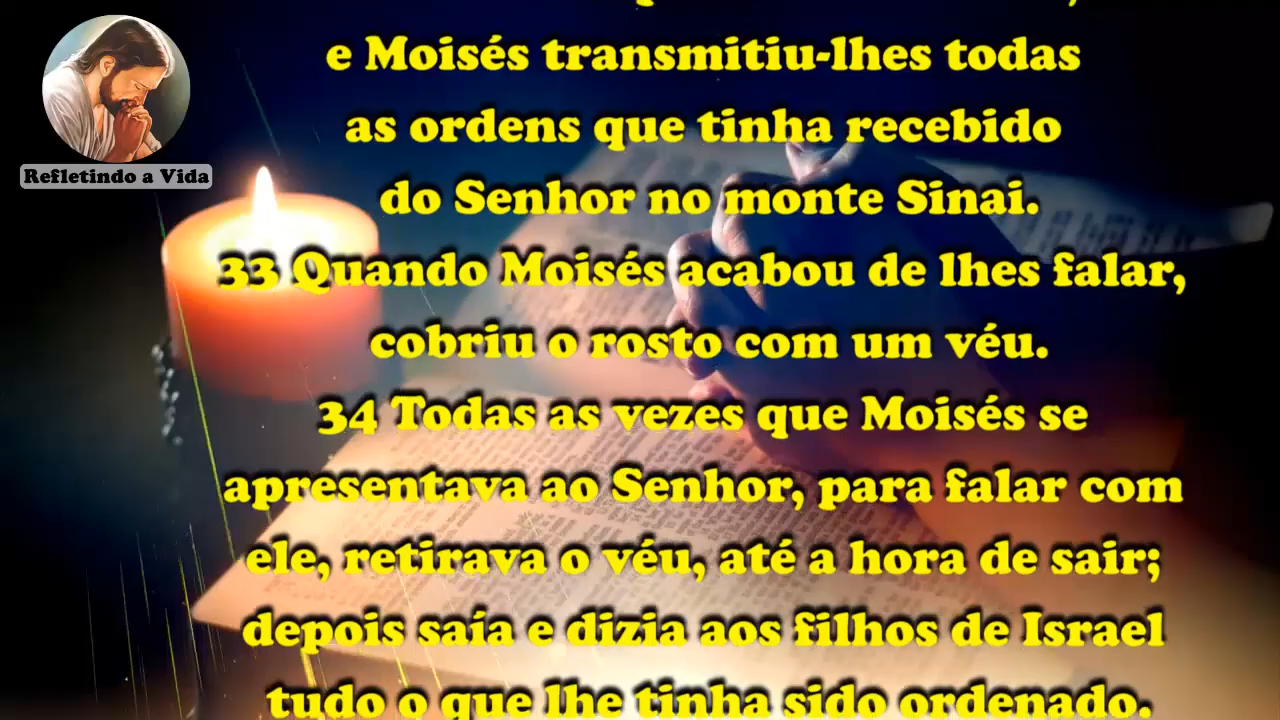 Refletindo a Vida
e Moisés transmitiu-lhes todas
as ordens que tinha recebido
do Senhor no monte Sinai.
33 Quando Moisés acabou de lhes falar,
cobriu o rosto com um véu.
34 Todas as vezes que Moisés se
apresentava ao Senhor, para falar com
ele, retirava o véu, até a hora de sair;
depois saía e dizia aos filhos de Israel
tudo o que lhe tinha sido ordenado.